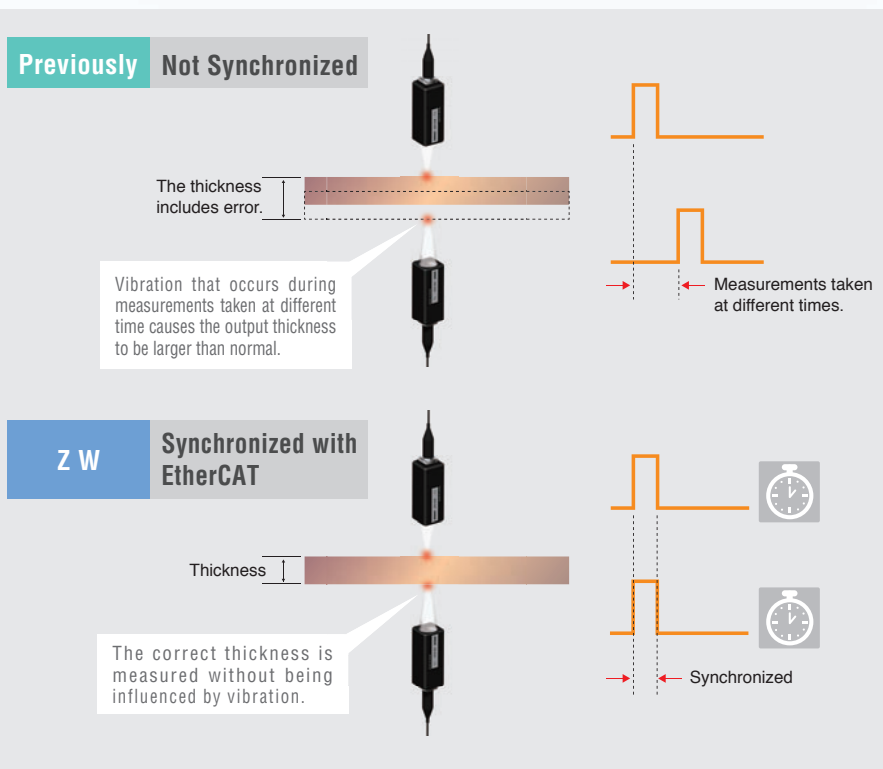 Previously
Not Synchronized
The thickness
includes error.
Vibration that occurs during
measurements taken at different
time causes the output thickness
to be larger than normal.
Measurements taken
at different times.
Z W
Synchronized with
EtherCAT
Thickness
The correct thickness is
measured without being
influenced by vibration.
Synchronized